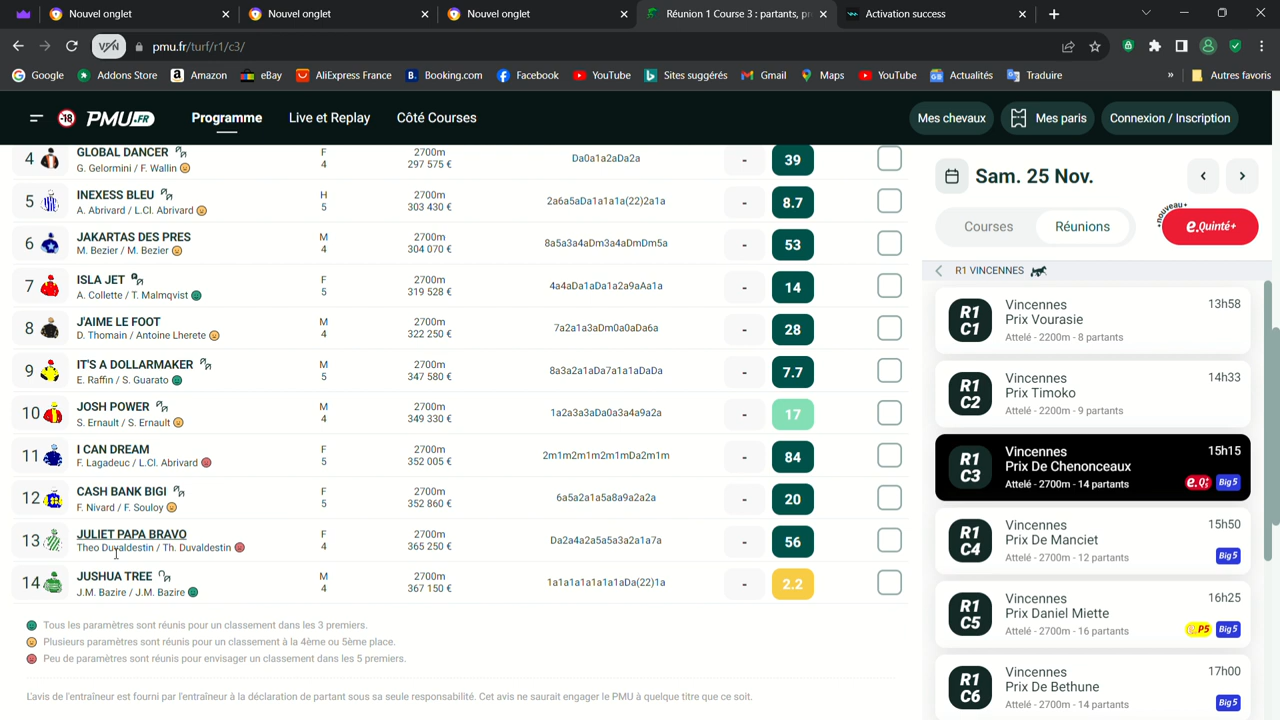 Nouvel onglet
Nouvel onglet
Nouvel onglet
Réunion 1 Course 3 : partants, pr
Activation success
VPN
pmu.fr/turf/r1/c3/
Google
Addons Store
Amazon
eBay
AliExpress France
Booking.com
Facebook
YouTube
Sites suggérés
Gmail
Maps
YouTube
Actualités
Traduire
»
Autres favoris
-18
PMU.FR
Programme
Live et Replay
Côté Courses
Mes chevaux
Mes paris
Connexion / Inscription
4 GLOBAL DANCER F 2700m Da0a1a2aDa2a - 39
G. Gelormini / F. Wallin 4 297 575 €
5 INEXESS BLEU H 2700m 2a6a5aDa1a1a1a(22)2a1a - 8.7
A. Abrivard / L.Cl. Abrivard 5 303 430 €
6 JAKARTAS DES PRES M 2700m 8a5a3a4aDm3a4aDmDm5a - 53
M. Bezier / M. Bezier 4 304 070 €
7 ISLA JET F 2700m 4a4aDa1aDa1a2a9aAa1a - 14
A. Collette / T. Malmqvist 5 319 528 €
8 J'AIME LE FOOT M 2700m 7a2a1a3aDm0a0aDa6a - 28
D. Thomain / Antoine Lherete 4 322 250 €
9 IT'S A DOLLARMAKER M 2700m 8a3a2a1aDa7a1a1aDaDa - 7.7
E. Raffin / S. Guarato 5 347 580 €
10 JOSH POWER M 2700m 1a2a3a3aDa0a3a4a9a2a - 17
S. Ernault / S. Ernault 4 349 330 €
11 I CAN DREAM F 2700m 2m1m2m1m2m1mDa2m1m - 84
F. Lagadeuc / L.Cl. Abrivard 5 352 005 €
12 CASH BANK BIGI F 2700m 6a5a2a1a5a8a9a2a2a - 20
F. Nivard / F. Souloy 5 352 860 €
13 JULIET PAPA BRAVO F 2700m Da2a4a2a5a5a3a2a1a7a - 56
Theo Duvaldestin / Th. Duvaldestin 4 365 250 €
14 JUSHUA TREE M 2700m 1a1a1a1a1a1a1aDa(22)1a - 2.2
J.M. Bazire / J.M. Bazire 4 367 150 €
Tous les paramètres sont réunis pour un classement dans les 3 premiers.
Plusieurs paramètres sont réunis pour un classement à la 4ème ou 5ème place.
Peu de paramètres sont réunis pour envisager un classement dans les 5 premiers.
L'avis de l'entraîneur est fourni par l'entraîneur à la déclaration de partant sous sa seule responsabilité. Cet avis ne saurait engager le PMU à quelque titre que ce soit.
Sam. 25 Nov.
Courses
Réunions
nouveau
e.Quinté+
R1 VINCENNES
R1 C1
Vincennes 13h58
Prix Vourasie
Attelé - 2200m - 8 partants
R1 C2
Vincennes 14h33
Prix Timoko
Attelé - 2200m - 9 partants
R1 C3
Vincennes 15h15
Prix De Chenonceaux
Attelé - 2700m - 14 partants Big5
R1 C4
Vincennes 15h50
Prix De Manciet
Attelé - 2700m - 12 partants Big5
R1 C5
Vincennes 16h25
Prix Daniel Miette
Attelé - 2700m - 16 partants P5 Big5
R1 C6
Vincennes 17h00
Prix De Bethune
Attelé - 2700m - 14 partants Big5